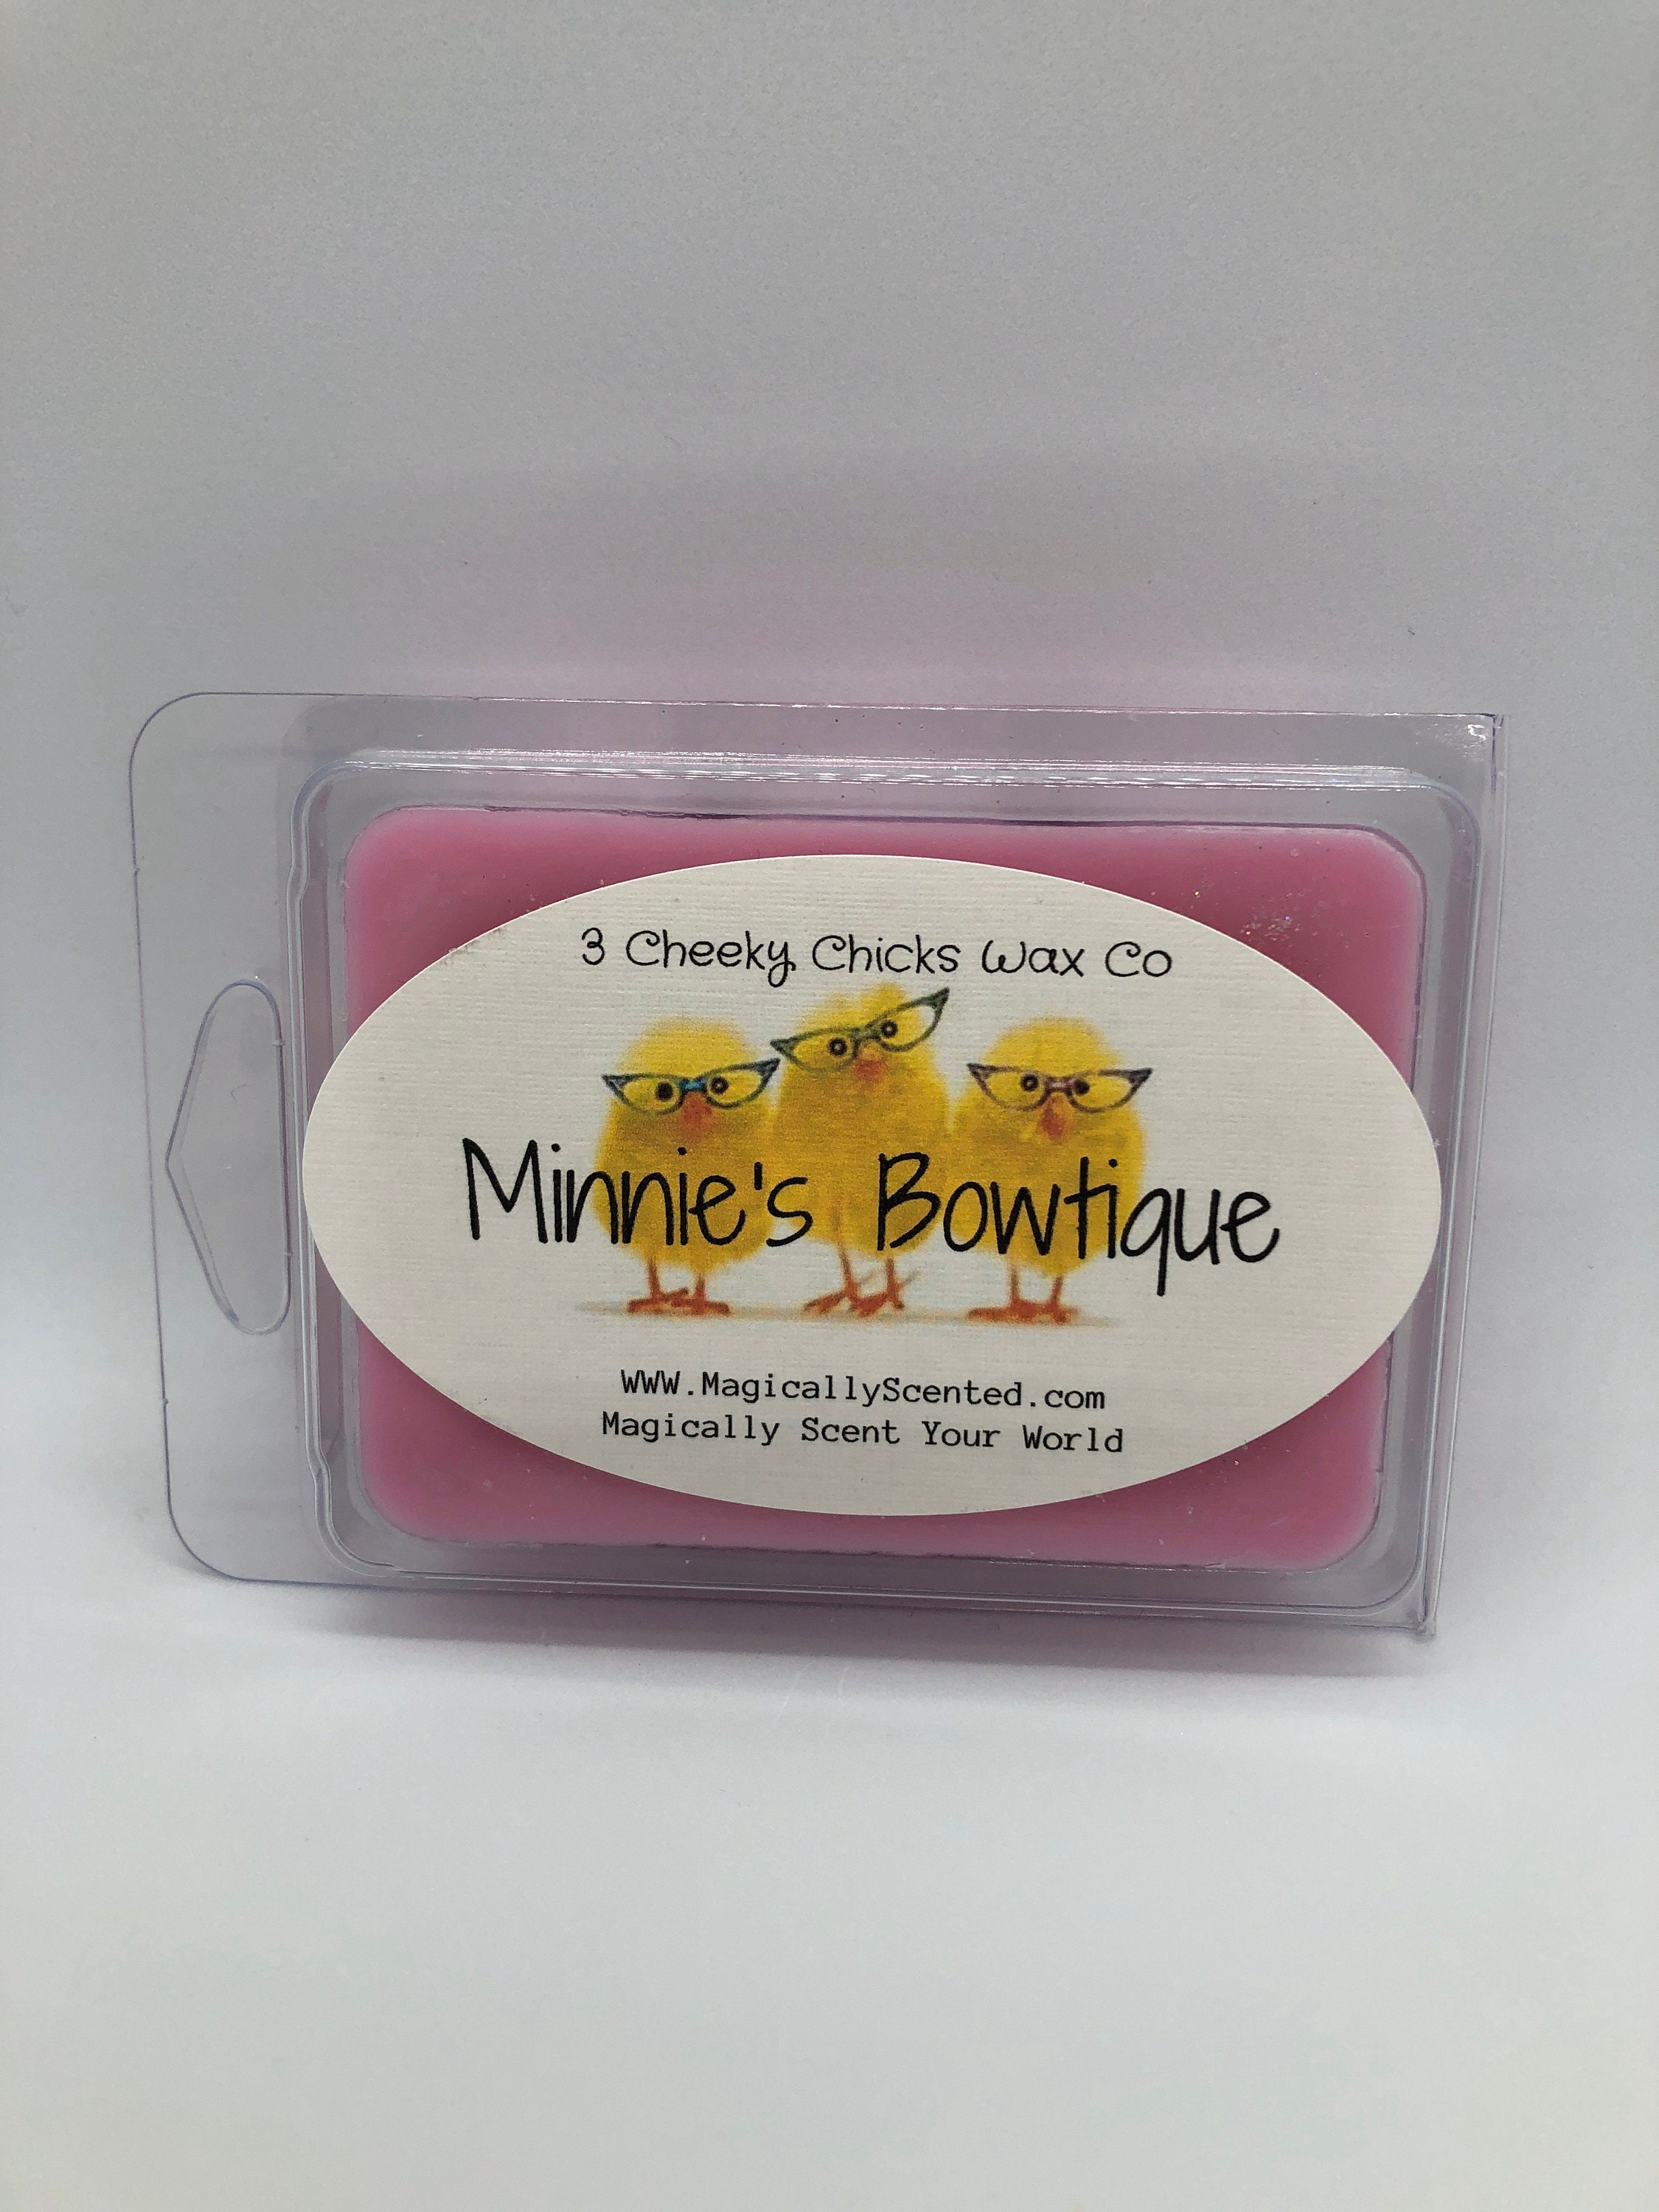 3 Cheeky Chicks Wax Co
Minnie's Bowtique
WWW.MagicallyScented.com
Magically Scent Your World